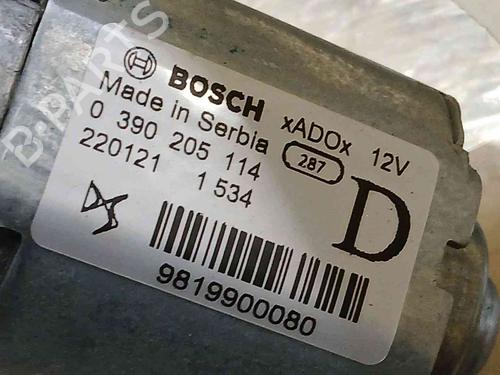 BOSCH xADOx 12V
Made in Serbia
0 390 205 114 287
220121 1 534
D
9819900080
B-PARTS